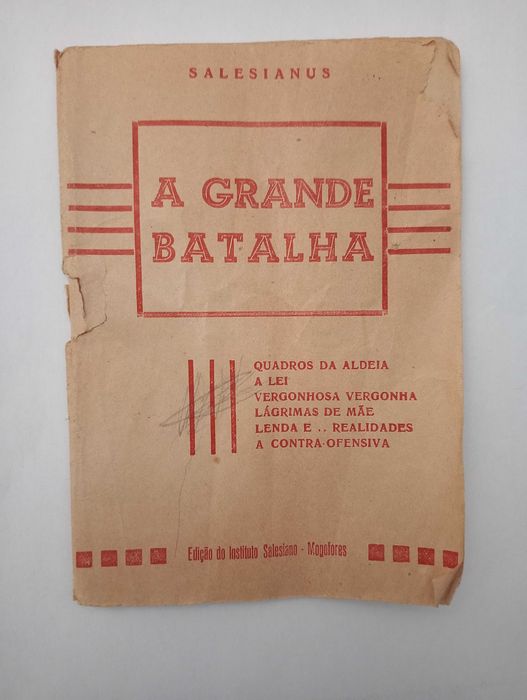 SALESIANUS
A GRANDE
BATALHA
QUADROS DA ALDEIA
A LEI
VERGONHOSA VERGONHA
LÁGRIMAS DE MÃE
LENDA E .. REALIDADES
A CONTRA-OFENSIVA
Edição do Instituto Salesiano - Mogofores